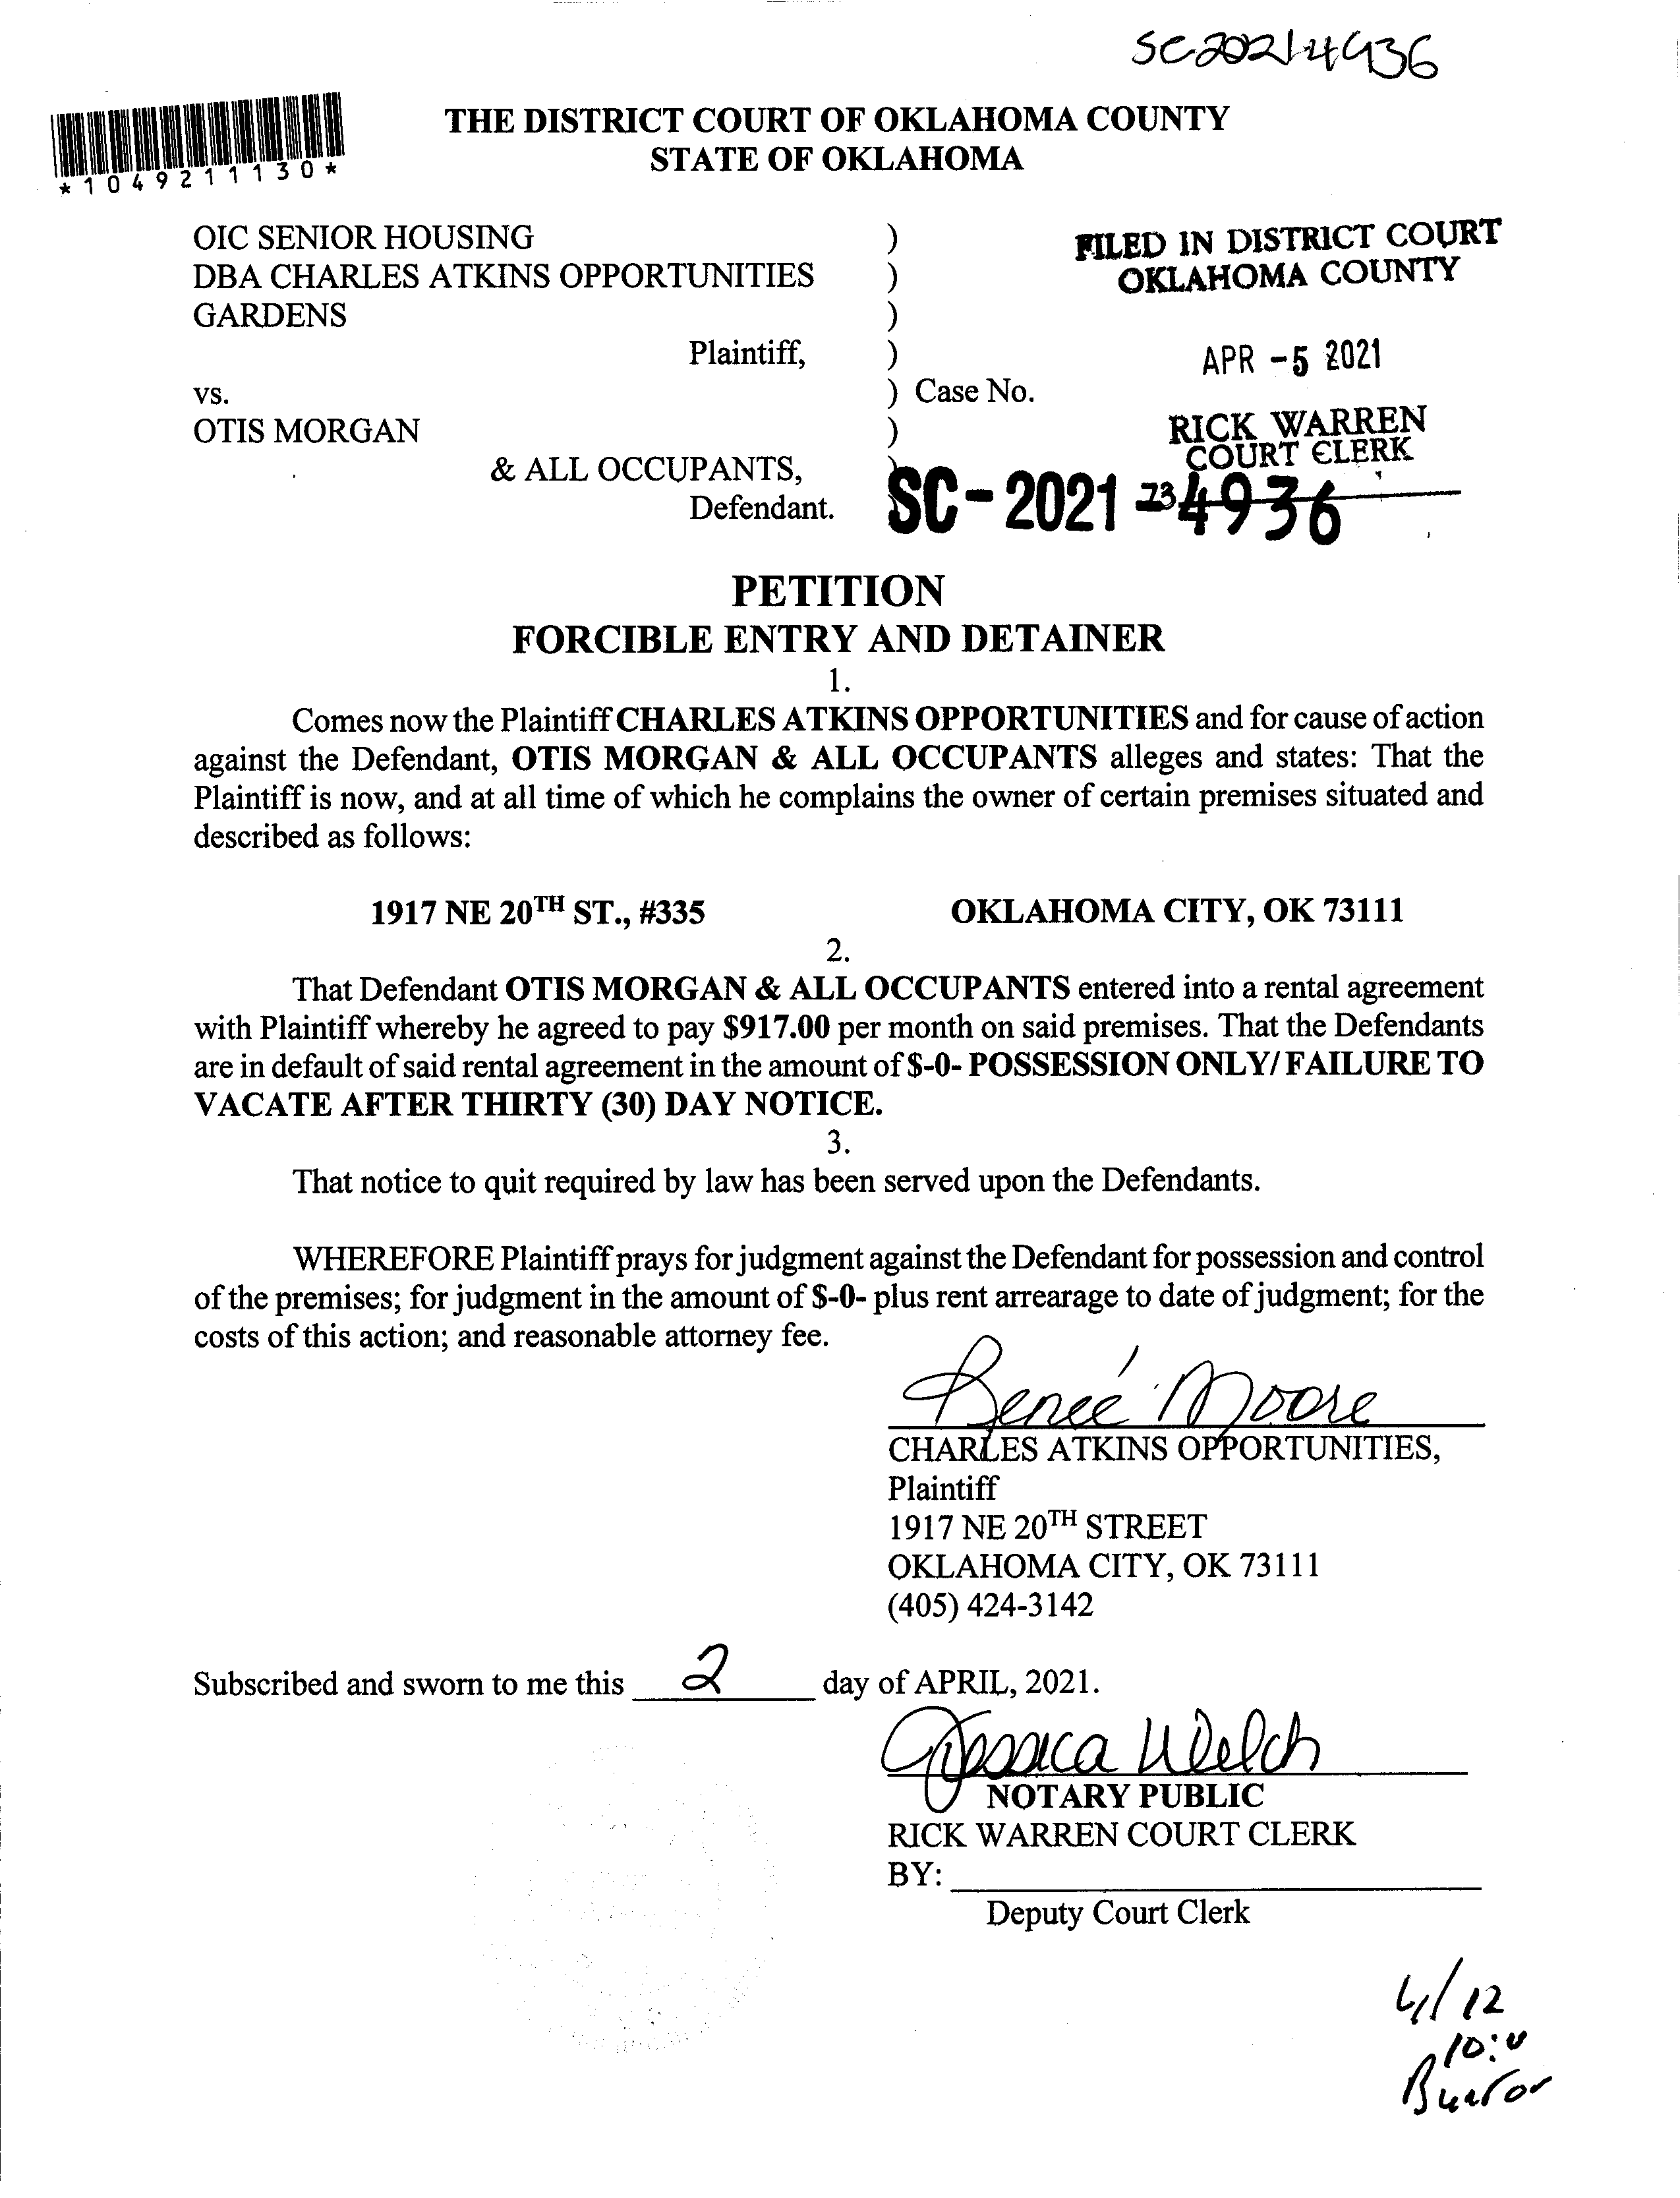 SC20214936
*1049211130*
THE DISTRICT COURT OF OKLAHOMA COUNTY
STATE OF OKLAHOMA
OIC SENIOR HOUSING )
DBA CHARLES ATKINS OPPORTUNITIES )
GARDENS )
Plaintiff, )
vs. ) Case No.
OTIS MORGAN )
& ALL OCCUPANTS, )
Defendant.
FILED IN DISTRICT COURT
OKLAHOMA COUNTY
APR -5 2021
RICK WARREN
COURT CLERK
23
SC-2021-4936
PETITION
FORCIBLE ENTRY AND DETAINER
1.
Comes now the Plaintiff CHARLES ATKINS OPPORTUNITIES and for cause of action
against the Defendant, OTIS MORGAN & ALL OCCUPANTS alleges and states: That the
Plaintiff is now, and at all time of which he complains the owner of certain premises situated and
described as follows:
1917 NE 20TH ST., #335 OKLAHOMA CITY, OK 73111
2.
That Defendant OTIS MORGAN & ALL OCCUPANTS entered into a rental agreement
with Plaintiff whereby he agreed to pay $917.00 per month on said premises. That the Defendants
are in default of said rental agreement in the amount of $-0- POSSESSION ONLY/ FAILURE TO
VACATE AFTER THIRTY (30) DAY NOTICE.
3.
That notice to quit required by law has been served upon the Defendants.
WHEREFORE Plaintiff prays for judgment against the Defendant for possession and control
of the premises; for judgment in the amount of $-0- plus rent arrearage to date of judgment; for the
costs of this action; and reasonable attorney fee.
Reneé Moore
CHARLES ATKINS OPPORTUNITIES,
Plaintiff
1917 NE 20TH STREET
OKLAHOMA CITY, OK 73111
(405) 424-3142
Subscribed and sworn to me this 2 day of APRIL, 2021.
Jessica Welch
NOTARY PUBLIC
RICK WARREN COURT CLERK
BY:
Deputy Court Clerk
4/12